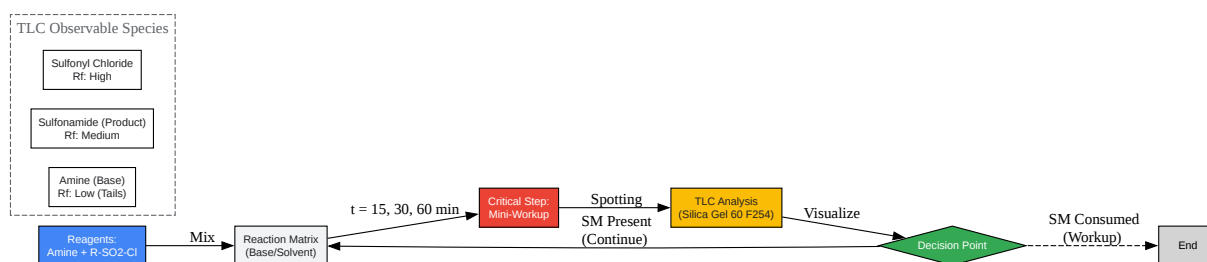 TLC Observable Species
Sulfonyl Chloride
Rf: High
Sulfonamide (Product)
Rf: Medium
Amine (Base)
Rf: Low (Tails)
Reagents:
Amine + R-SO2-Cl
Mix
Reaction Matrix
(Base/Solvent)
t = 15, 30, 60 min
Critical Step:
Mini-Workup
Spotting
SM Present
(Continue)
TLC Analysis
(Silica Gel 60 F254)
Visualize
Decision Point
SM Consumed
(Workup)
End